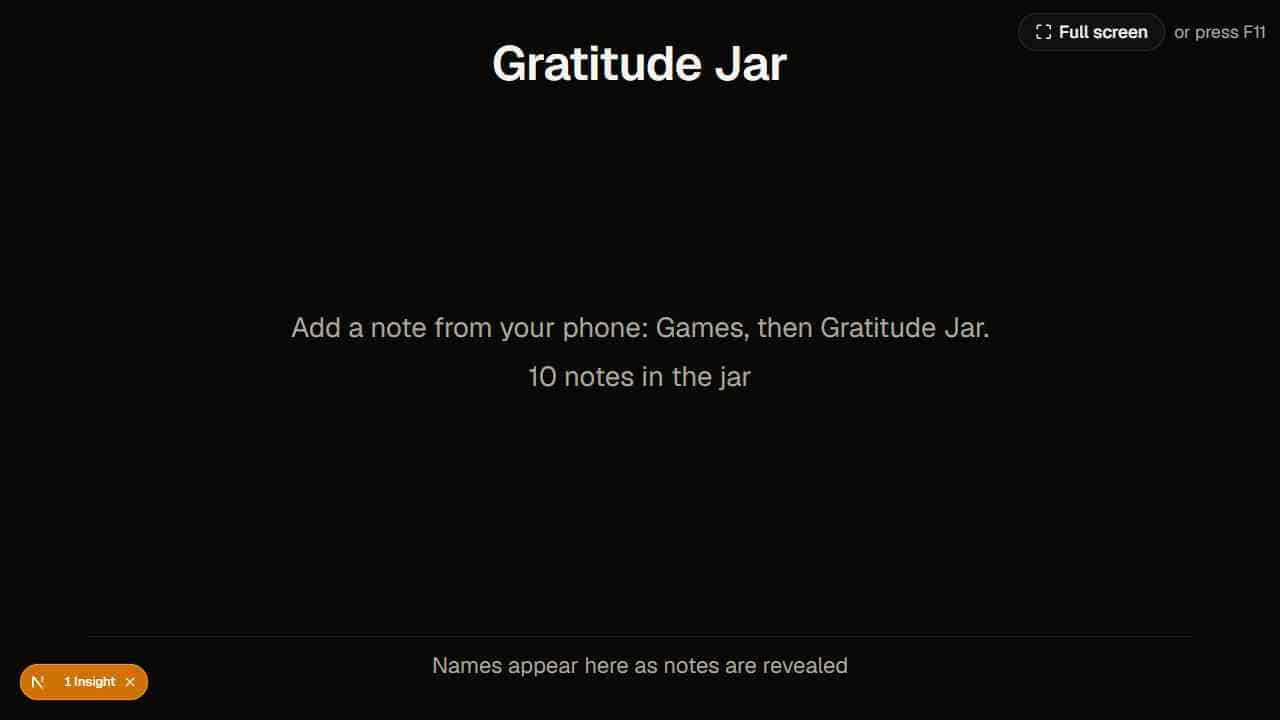 Gratitude Jar
Full screen or press F11
Add a note from your phone: Games, then Gratitude Jar.
10 notes in the jar
Names appear here as notes are revealed
N 1 Insight